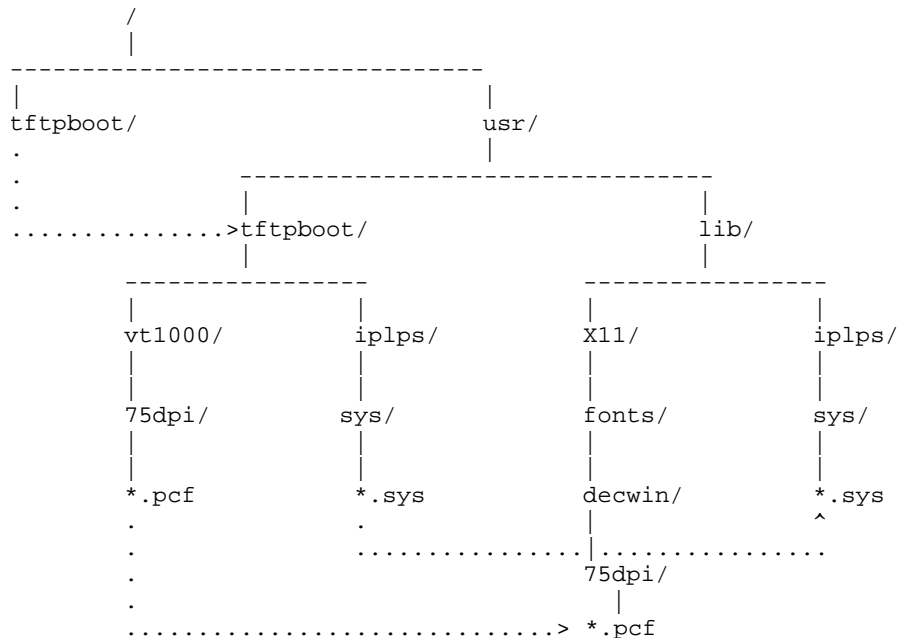 /
|
---------------------------------
|                                |
tftpboot/                        usr/
.                                |
.               ---------------------------------
.               |                               |
...............>tftpboot/                       lib/
                |                               |
        -----------------               -----------------
        |               |               |               |
        vt1000/         iplps/          X11/            iplps/
        |               |               |               |
        |               |               |               |
        75dpi/         sys/             fonts/          sys/
        |               |               |               |
        |               |               |               |
        *.pcf           *.sys           decwin/         *.sys
        .               .               |               ^
        .               ................|................
        .                               75dpi/
        .                                 |
        ..............................> *.pcf